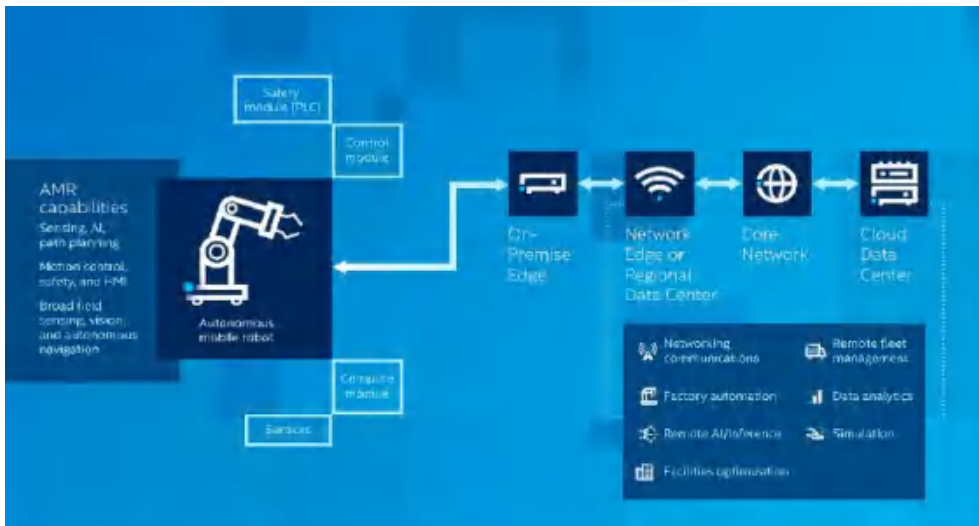 Safety
module (PLC)
Control
module
AMR
capabilities
Sensing, AI,
path planning
Motion control,
safety, and HMI
Broad field
sensing, vision,
and autonomous
navigation
Autonomous
mobile robot
Compute
module
Services
On-
Premise
Edge
Network
Edge or
Regional
Data Center
Core
Network
Cloud
Data
Center
Networking
communications
Factory automation
Remote AI/Inference
Facilities optimization
Remote fleet
management
Data analytics
Simulation